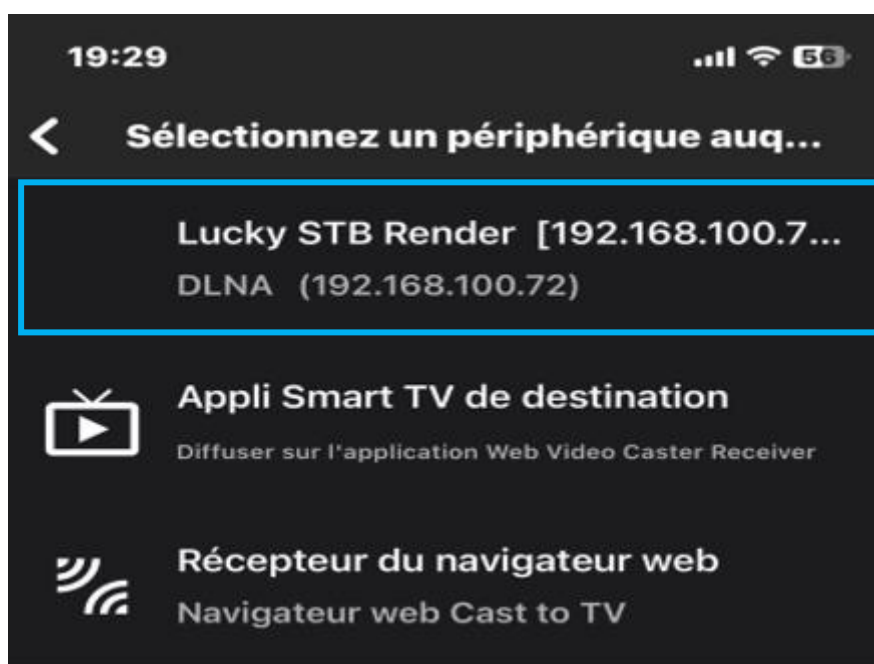 19:29
56
Sélectionnez un périphérique auq...
Lucky STB Render [192.168.100.7...
DLNA (192.168.100.72)
Appli Smart TV de destination
Diffuser sur l'application Web Video Caster Receiver
Récepteur du navigateur web
Navigateur web Cast to TV